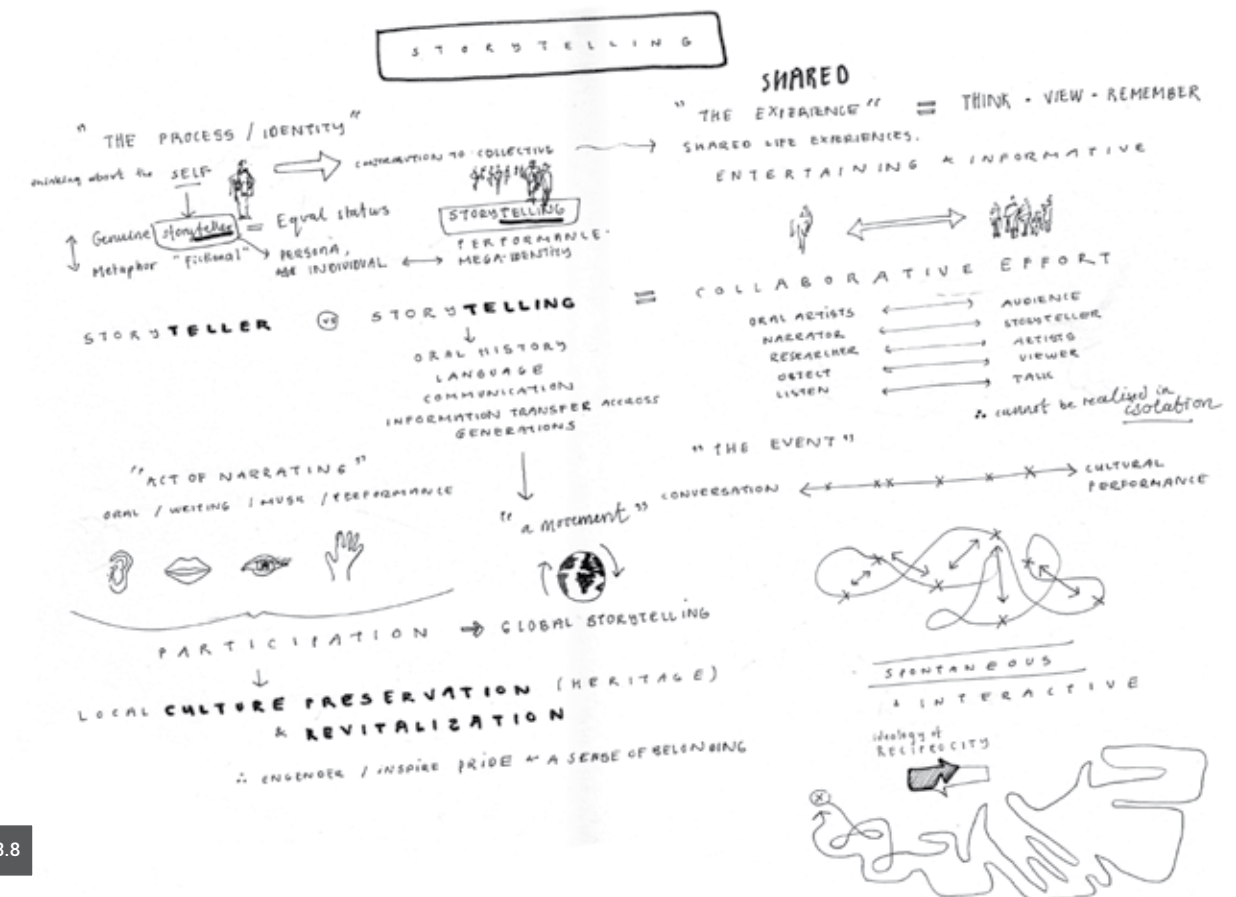 STORYTELLING
"THE PROCESS / IDENTITY"
thinking about the SELF
CONTRIBUTION TO COLLECTIVE
Genuine storyteller = Equal status
Metaphor "Fictional"
PERSONA,
INDIVIDUAL
STORYTELLING
PERFORMANCE.
MEGA-IDENTITY
SHARED
"THE EXPERIENCE" = THINK • VIEW • REMEMBER
SHARED LIFE EXPERIENCES.
ENTERTAINING & INFORMATIVE
STORYTELLER VS STORYTELLING = COLLABORATIVE EFFORT
ORAL HISTORY
LANGUAGE
COMMUNICATION
INFORMATION TRANSFER ACCROSS
GENERATIONS
ORAL ARTISTS AUDIENCE
NARRATOR STORYTELLER
RESEARCHER ARTISTS
OBJECT VIEWER
LISTEN TALK
∴ cannot be realised in
isolation
"ACT OF NARRATING"
ORAL / WRITING / MUSIC / PERFORMANCE
"a movement"
PARTICIPATION → GLOBAL STORYTELLING
LOCAL CULTURE PRESERVATION (HERITAGE)
& REVITALIZATION
∴ ENGENDER / INSPIRE PRIDE & A SENSE OF BELONGING
"THE EVENT"
CONVERSATION CULTURAL
PERFORMANCE
SPONTANEOUS
& INTERACTIVE
ideology of
RECIPROCITY
3.8